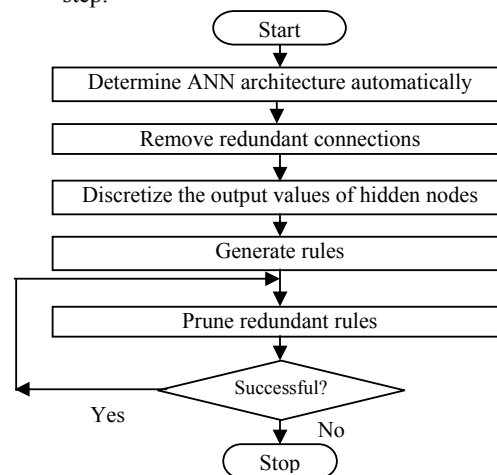 step.
Start
Determine ANN architecture automatically
Remove redundant connections
Discretize the output values of hidden nodes
Generate rules
Prune redundant rules
Successful?
Yes
No
Stop